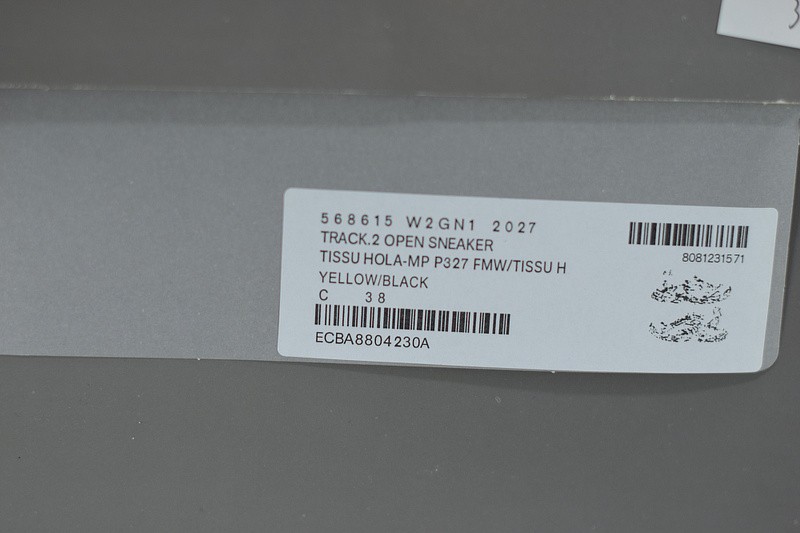 568615 W2GN1 2027
TRACK.2 OPEN SNEAKER
TISSU HOLA-MP P327 FMW/TISSU H
YELLOW/BLACK
C 38
ECBA8804230A
8081231571